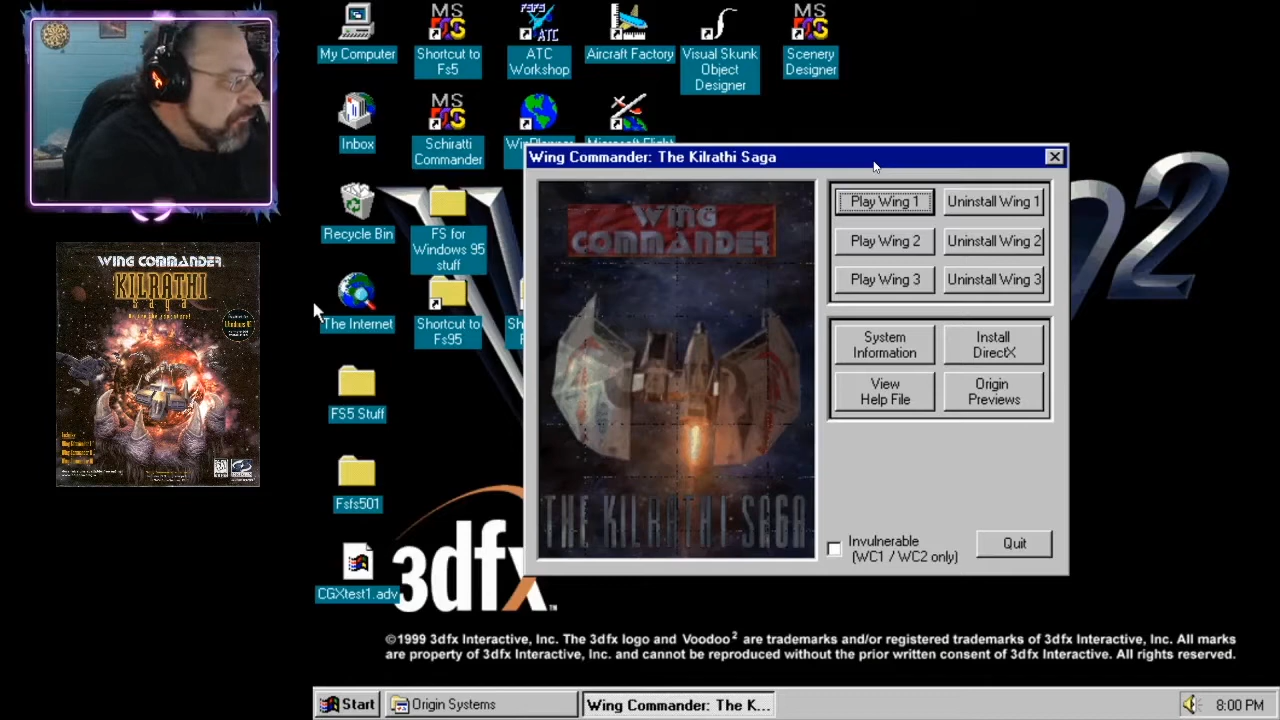 My Computer
Shortcut to
Fs5
ATC
Workshop
Aircraft Factory
Visual Skunk
Object
Designer
Scenery
Designer
Inbox
Schiratti
Commander
Recycle Bin
FS for
Windows 95
stuff
The Internet
Shortcut to
Fs95
FS5 Stuff
Fsfs501
CGXtest1.adv
WING COMMANDER
KILRATHI
saga
Wing Commander: The Kilrathi Saga
WING
COMMANDER
THE KILRATHI SAGA
Play Wing 1
Uninstall Wing 1
Play Wing 2
Uninstall Wing 2
Play Wing 3
Uninstall Wing 3
System
Information
Install
DirectX
View
Help File
Origin
Previews
Invulnerable
(WC1 / WC2 only)
Quit
3dfx
©1999 3dfx Interactive, Inc. The 3dfx logo and Voodoo2 are trademarks and/or registered trademarks of 3dfx Interactive, Inc. All marks
are property of 3dfx Interactive, Inc. and cannot be reproduced without the prior written consent of 3dfx Interactive. All rights reserved.
Start
Origin Systems
Wing Commander: The K...
8:00 PM